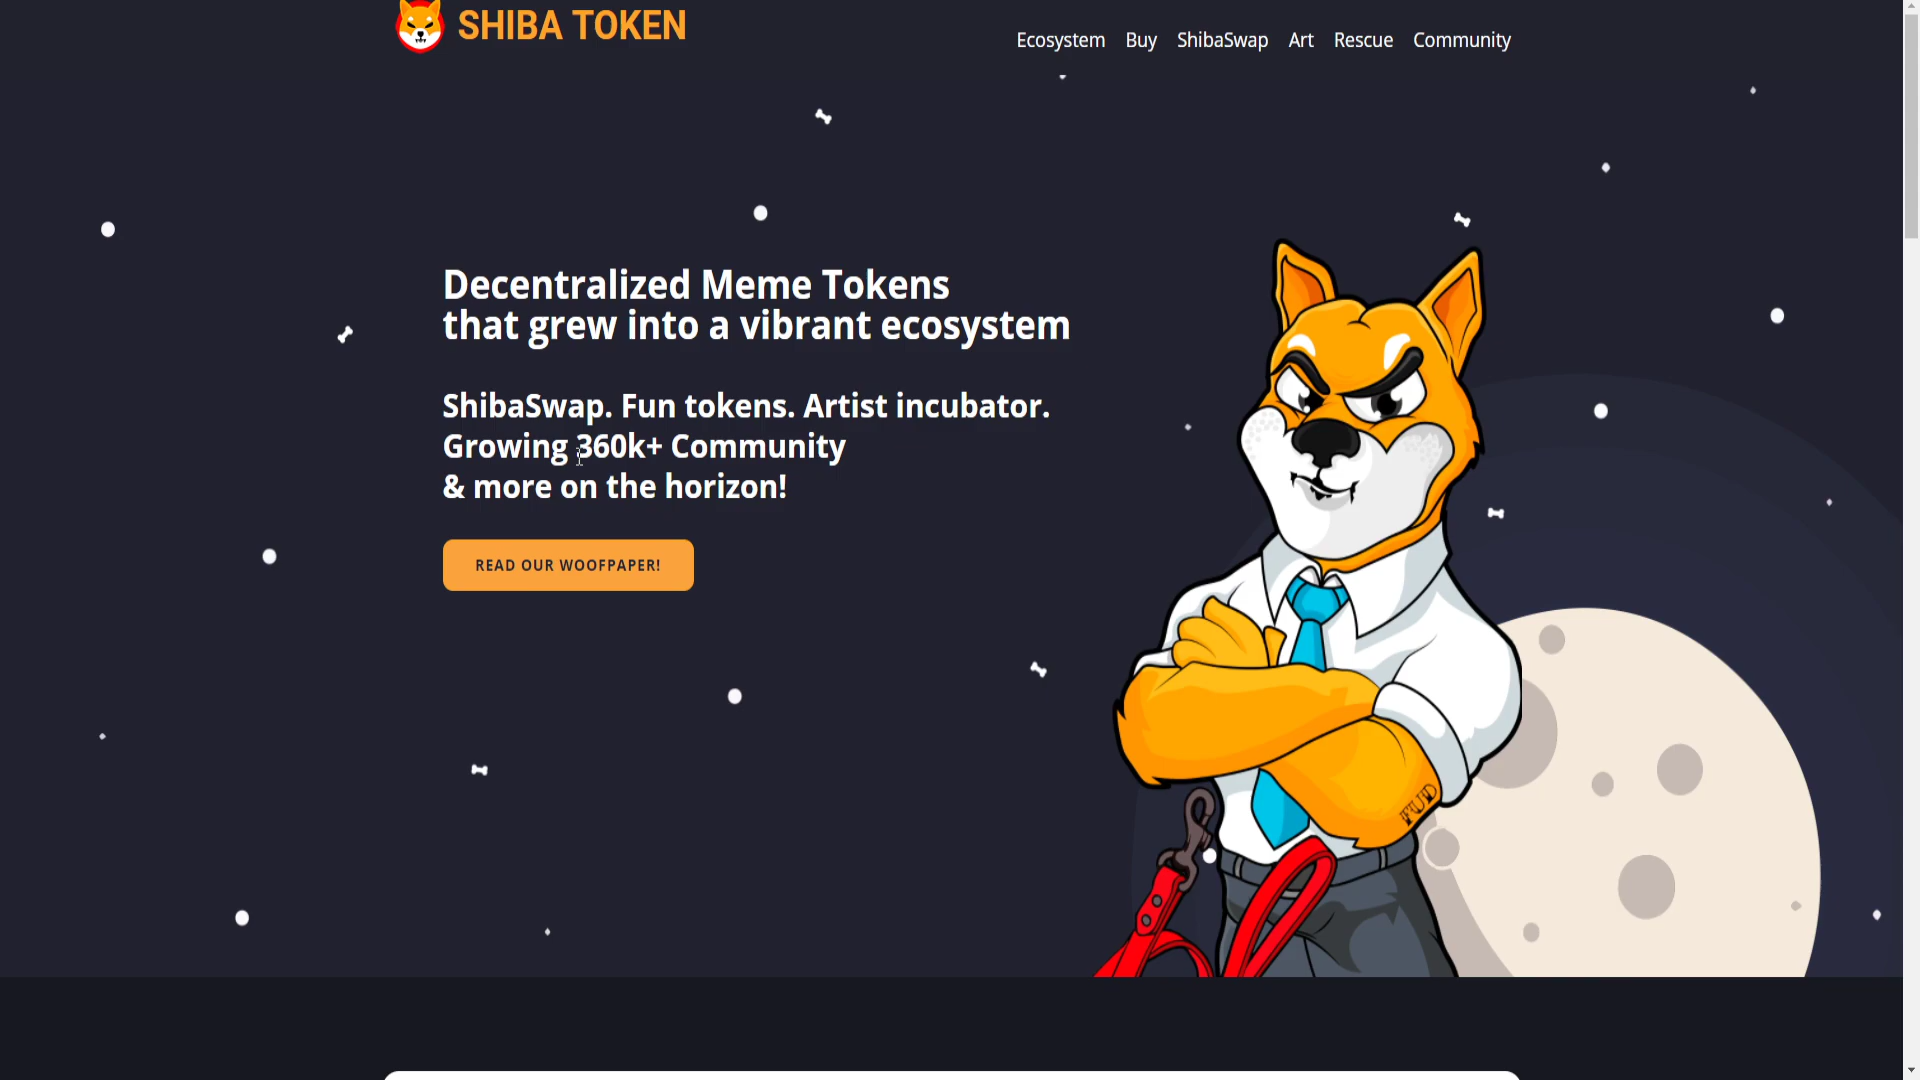 SHIBA TOKEN
Ecosystem Buy ShibaSwap Art Rescue Community
Decentralized Meme Tokens
that grew into a vibrant ecosystem
ShibaSwap. Fun tokens. Artist incubator.
Growing 360k+ Community
& more on the horizon!
READ OUR WOOFPAPER!
FUD